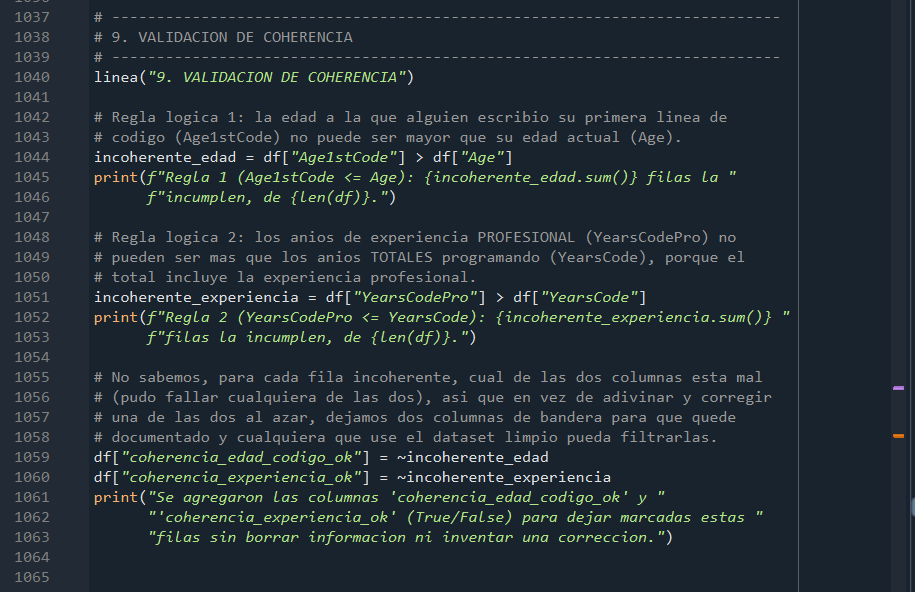 1037 # --------------------------------------------------------------------------
1038 # 9. VALIDACION DE COHERENCIA
1039 # --------------------------------------------------------------------------
1040 linea("9. VALIDACION DE COHERENCIA")
1041
1042 # Regla logica 1: la edad a la que alguien escribio su primera linea de
1043 # codigo (Age1stCode) no puede ser mayor que su edad actual (Age).
1044 incoherente_edad = df["Age1stCode"] > df["Age"]
1045 print(f"Regla 1 (Age1stCode <= Age): {incoherente_edad.sum()} filas la "
1046       f"incumplen, de {len(df)}.")
1047
1048 # Regla logica 2: los anios de experiencia PROFESIONAL (YearsCodePro) no
1049 # pueden ser mas que los anios TOTALES programando (YearsCode), porque el
1050 # total incluye la experiencia profesional.
1051 incoherente_experiencia = df["YearsCodePro"] > df["YearsCode"]
1052 print(f"Regla 2 (YearsCodePro <= YearsCode): {incoherente_experiencia.sum()} "
1053       f"filas la incumplen, de {len(df)}.")
1054
1055 # No sabemos, para cada fila incoherente, cual de las dos columnas esta mal
1056 # (pudo fallar cualquiera de las dos), asi que en vez de adivinar y corregir
1057 # una de las dos al azar, dejamos dos columnas de bandera para que quede
1058 # documentado y cualquiera que use el dataset limpio pueda filtrarlas.
1059 df["coherencia_edad_codigo_ok"] = ~incoherente_edad
1060 df["coherencia_experiencia_ok"] = ~incoherente_experiencia
1061 print("Se agregaron las columnas 'coherencia_edad_codigo_ok' y "
1062       "'coherencia_experiencia_ok' (True/False) para dejar marcadas estas "
1063       "filas sin borrar informacion ni inventar una correccion.")
1064
1065